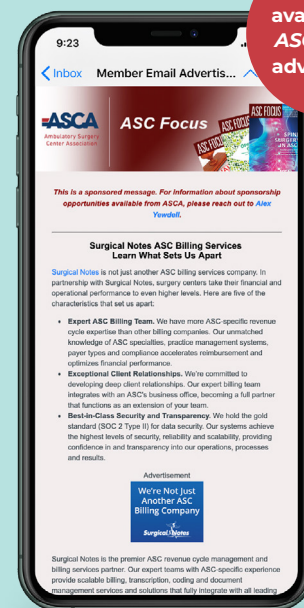 ava
ASC
adv
9:23
Inbox
Member Email Advertis...
ASCA
Ambulatory Surgery
Center Association
ASC Focus
ASC FOCUS
ASC FOCUS
ASC FOCUS
SPINE
SURGERY
IN ASC
This is a sponsored message. For information about sponsorship
opportunities available from ASCA, please reach out to Alex
Yewdell.
Surgical Notes ASC Billing Services
Learn What Sets Us Apart
Surgical Notes is not just another ASC billing services company. In
partnership with Surgical Notes, surgery centers take their financial and
operational performance to even higher levels. Here are five of the
characteristics that set us apart:
• Expert ASC Billing Team. We have more ASC-specific revenue
cycle expertise than other billing companies. Our unmatched
knowledge of ASC specialties, practice management systems,
payer types and compliance accelerates reimbursement and
optimizes financial performance.
• Exceptional Client Relationships. We're committed to
developing deep client relationships. Our expert billing team
integrates with an ASC's business office, becoming a full partner
that functions as an extension of your team.
• Best-in-Class Security and Transparency. We hold the gold
standard (SOC 2 Type II) for data security. Our systems achieve
the highest levels of security, reliability and scalability, providing
confidence in and transparency into our operations, processes
and results.
Advertisement
We're Not Just
Another ASC
Billing Company
Surgical Notes
Surgical Notes is the premier ASC revenue cycle management and
billing services partner. Our expert teams with ASC-specific experience
provide scalable billing, transcription, coding and document
management services and solutions that fully integrate with all leading